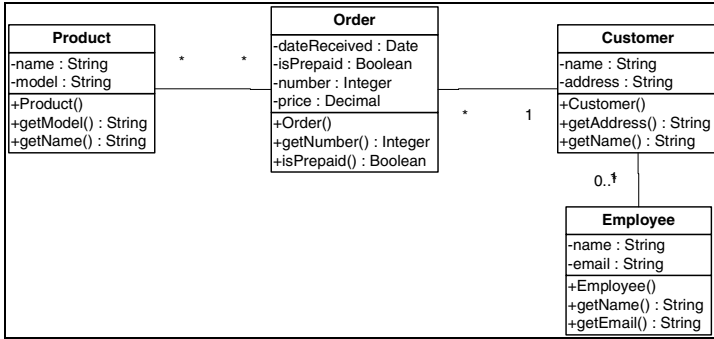 Product
-name : String
-model : String
+Product()
+getModel() : String
+getName() : String
* *
Order
-dateReceived : Date
-isPrepaid : Boolean
-number : Integer
-price : Decimal
+Order()
+getNumber() : Integer
+isPrepaid() : Boolean
* 1
Customer
-name : String
-address : String
+Customer()
+getAddress() : String
+getName() : String
0..
Employee
-name : String
-email : String
+Employee()
+getName() : String
+getEmail() : String